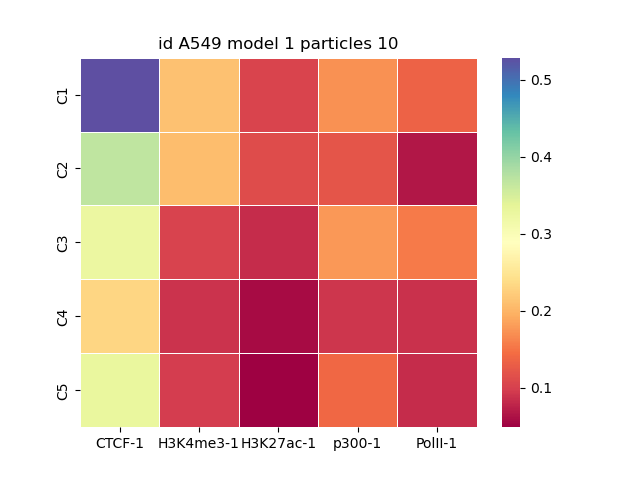 id A549 model 1 particles 10
C1
C2
C3
C4
C5
CTCF-1 H3K4me3-1 H3K27ac-1 p300-1 PolII-1
0.5
0.4
0.3
0.2
0.1